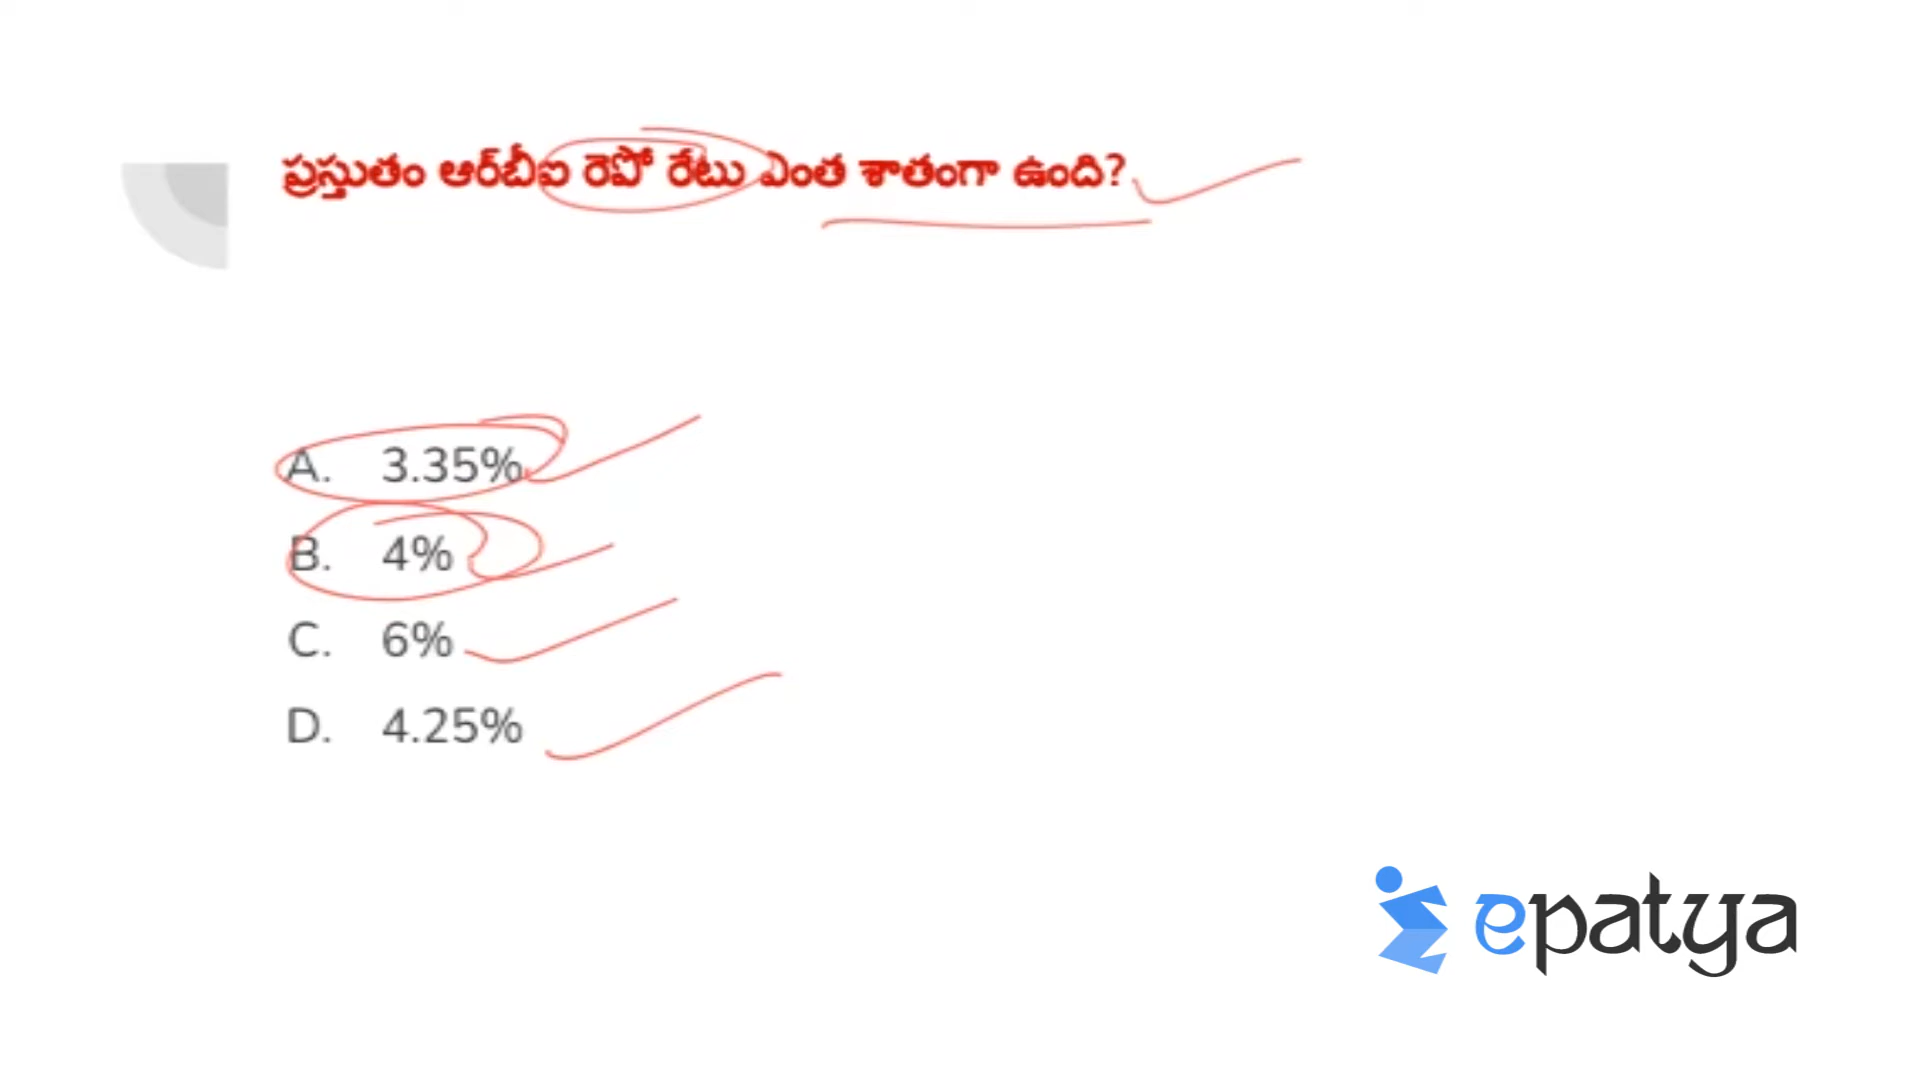 ప్రస్తుతం ఆర్‌బీఐ రెపో రేటు ఎంత శాతంగా ఉంది?
A. 3.35%
B. 4%
C. 6%
D. 4.25%
epatya